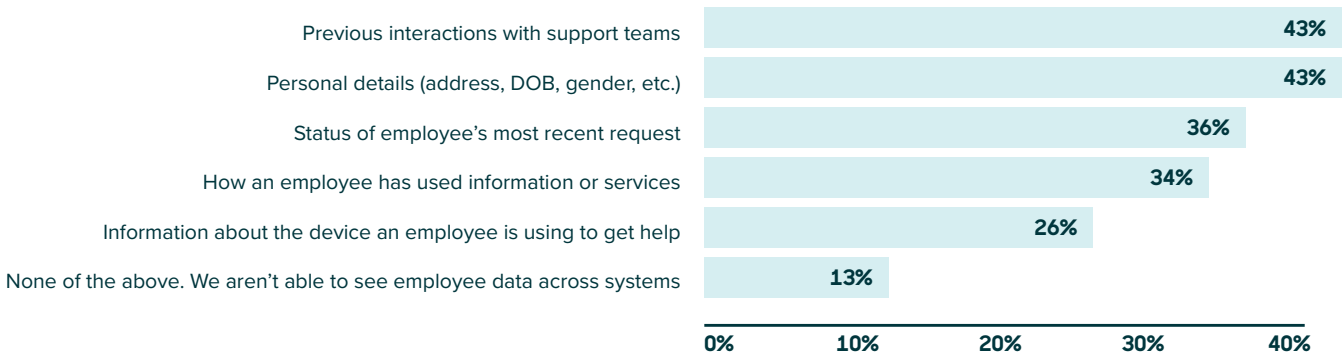 Previous interactions with support teams 43%
Personal details (address, DOB, gender, etc.) 43%
Status of employee’s most recent request 36%
How an employee has used information or services 34%
Information about the device an employee is using to get help 26%
None of the above. We aren’t able to see employee data across systems 13%
0% 10% 20% 30% 40%